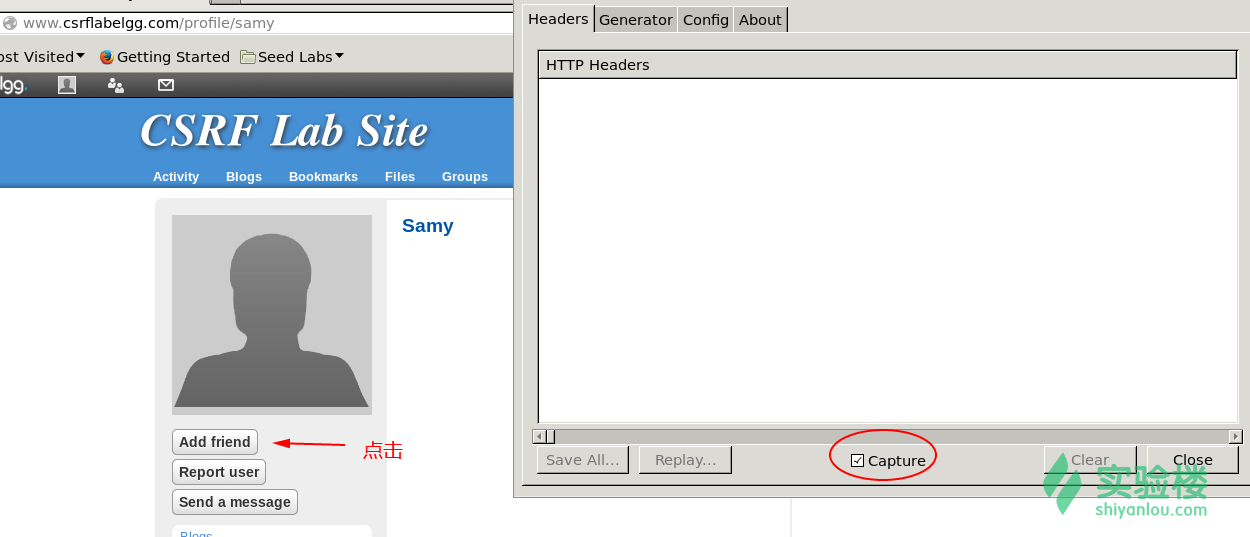 www.csrflabelgg.com/profile/samy
ost Visited Getting Started Seed Labs
lgg.
CSRF Lab Site
Activity Blogs Bookmarks Files Groups
Samy
Add friend
点击
Report user
Send a message
Blogs
Headers Generator Config About
HTTP Headers
Save All... Replay... Capture Clear Close
实验楼
shiyanlou.com